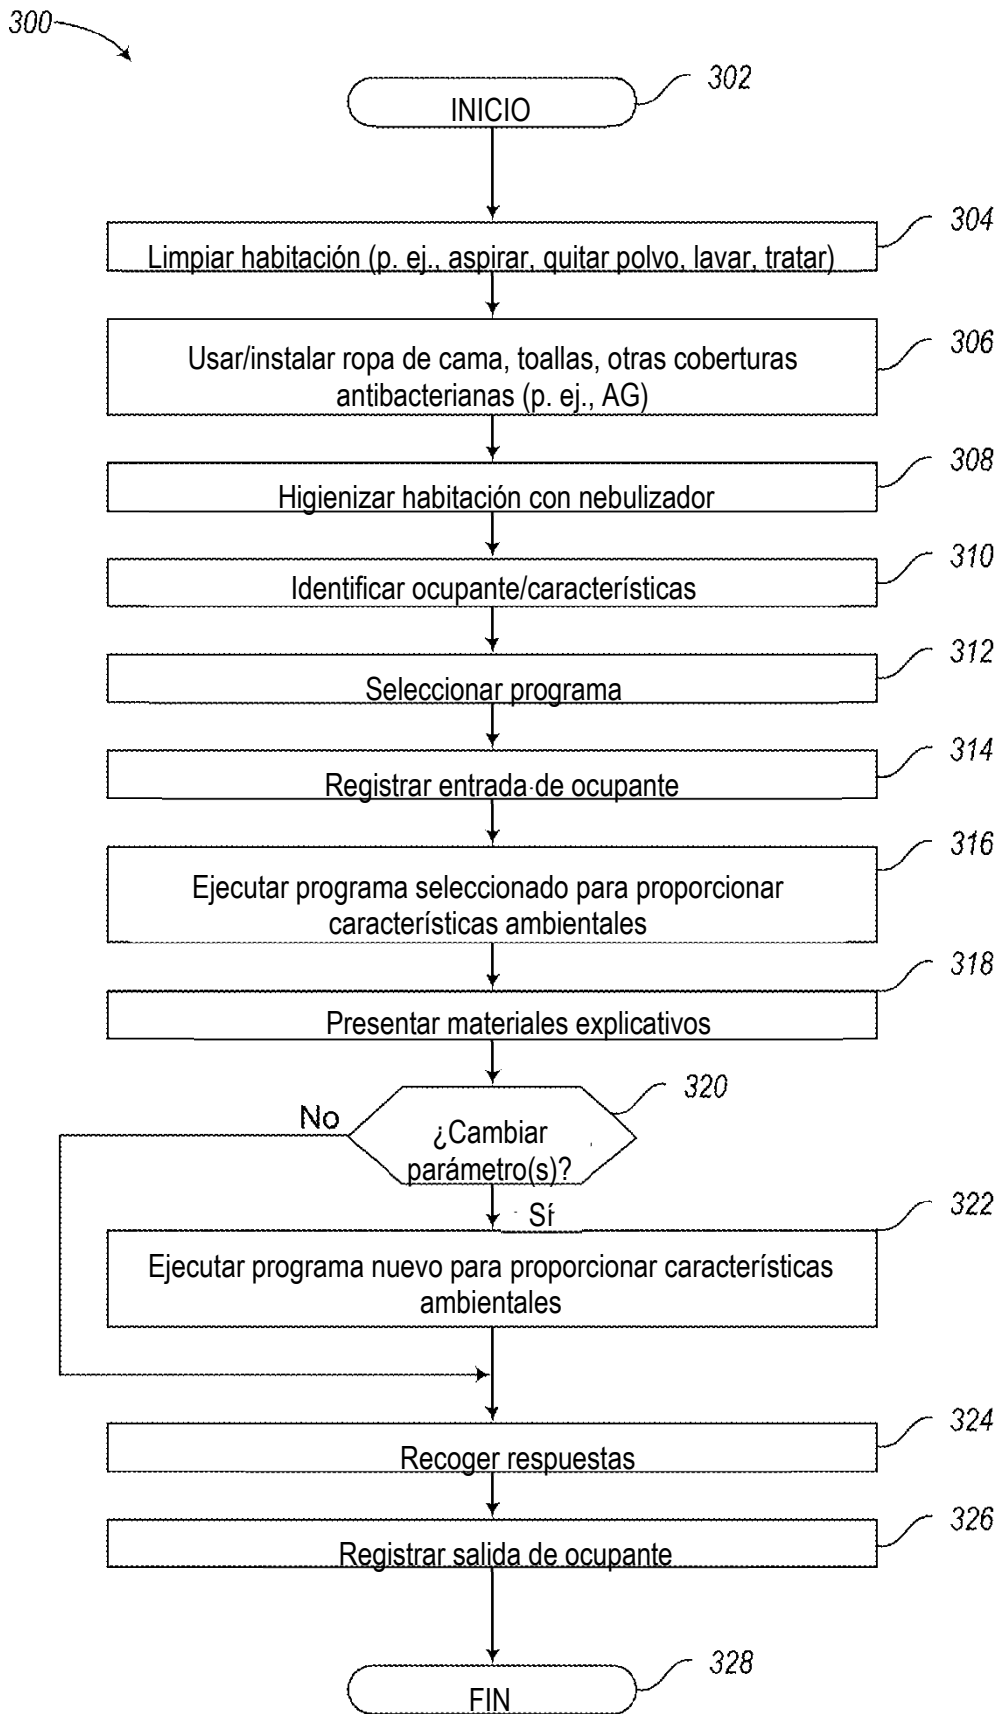 300
302
INICIO
304
Limpiar habitación (p. ej., aspirar, quitar polvo, lavar, tratar)
306
Usar/instalar ropa de cama, toallas, otras coberturas
antibacterianas (p. ej., AG)
308
Higienizar habitación con nebulizador
310
Identificar ocupante/características
312
Seleccionar programa
314
Registrar entrada de ocupante
316
Ejecutar programa seleccionado para proporcionar
características ambientales
318
Presentar materiales explicativos
320
No
¿Cambiar
parámetro(s)?
Sí
322
Ejecutar programa nuevo para proporcionar características
ambientales
324
Recoger respuestas
326
Registrar salida de ocupante
328
FIN